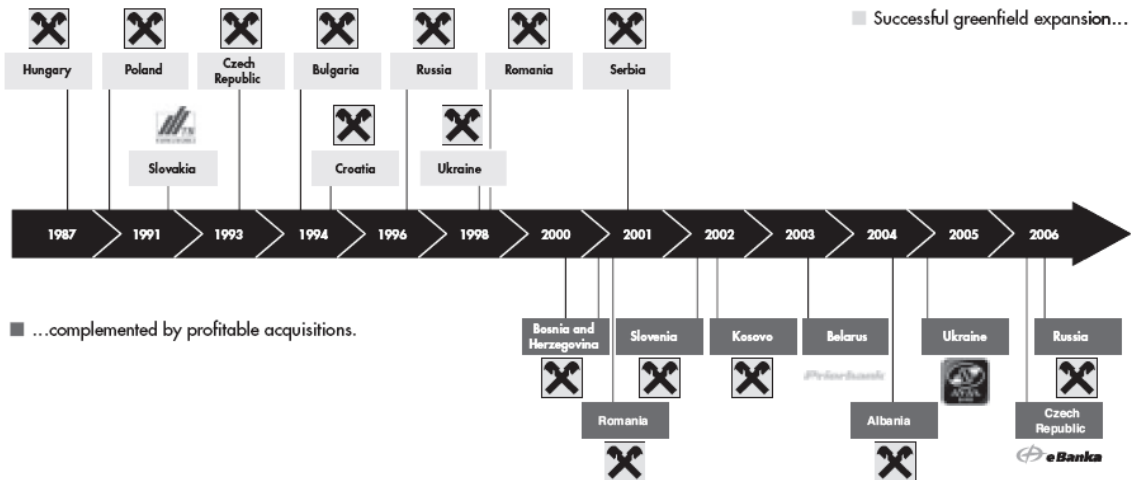 Successful greenfield expansion...
Hungary
Poland
Czech
Republic
Bulgaria
Russia
Romania
Serbia
Slovakia
Croatia
Ukraine
1987
1991
1993
1994
1996
1998
2000
2001
2002
2003
2004
2005
2006
...complemented by profitable acquisitions.
Bosnia and
Herzegovina
Slovenia
Kosovo
Belarus
Ukraine
Russia
Priorbank
Romania
Albania
Czech
Republic
eBanka